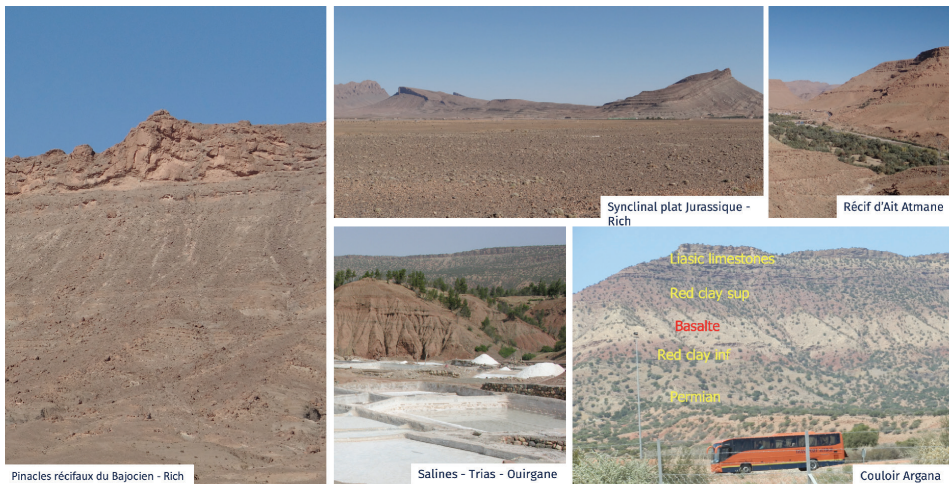 Pinacles récifaux du Bajocien - Rich
Synclinal plat Jurassique -
Rich
Récif d'Ait Atmane
Salines - Trias - Ouirgane
Liasic limestones
Red clay sup
Basalte
Red clay inf
Permian
Couloir Argana